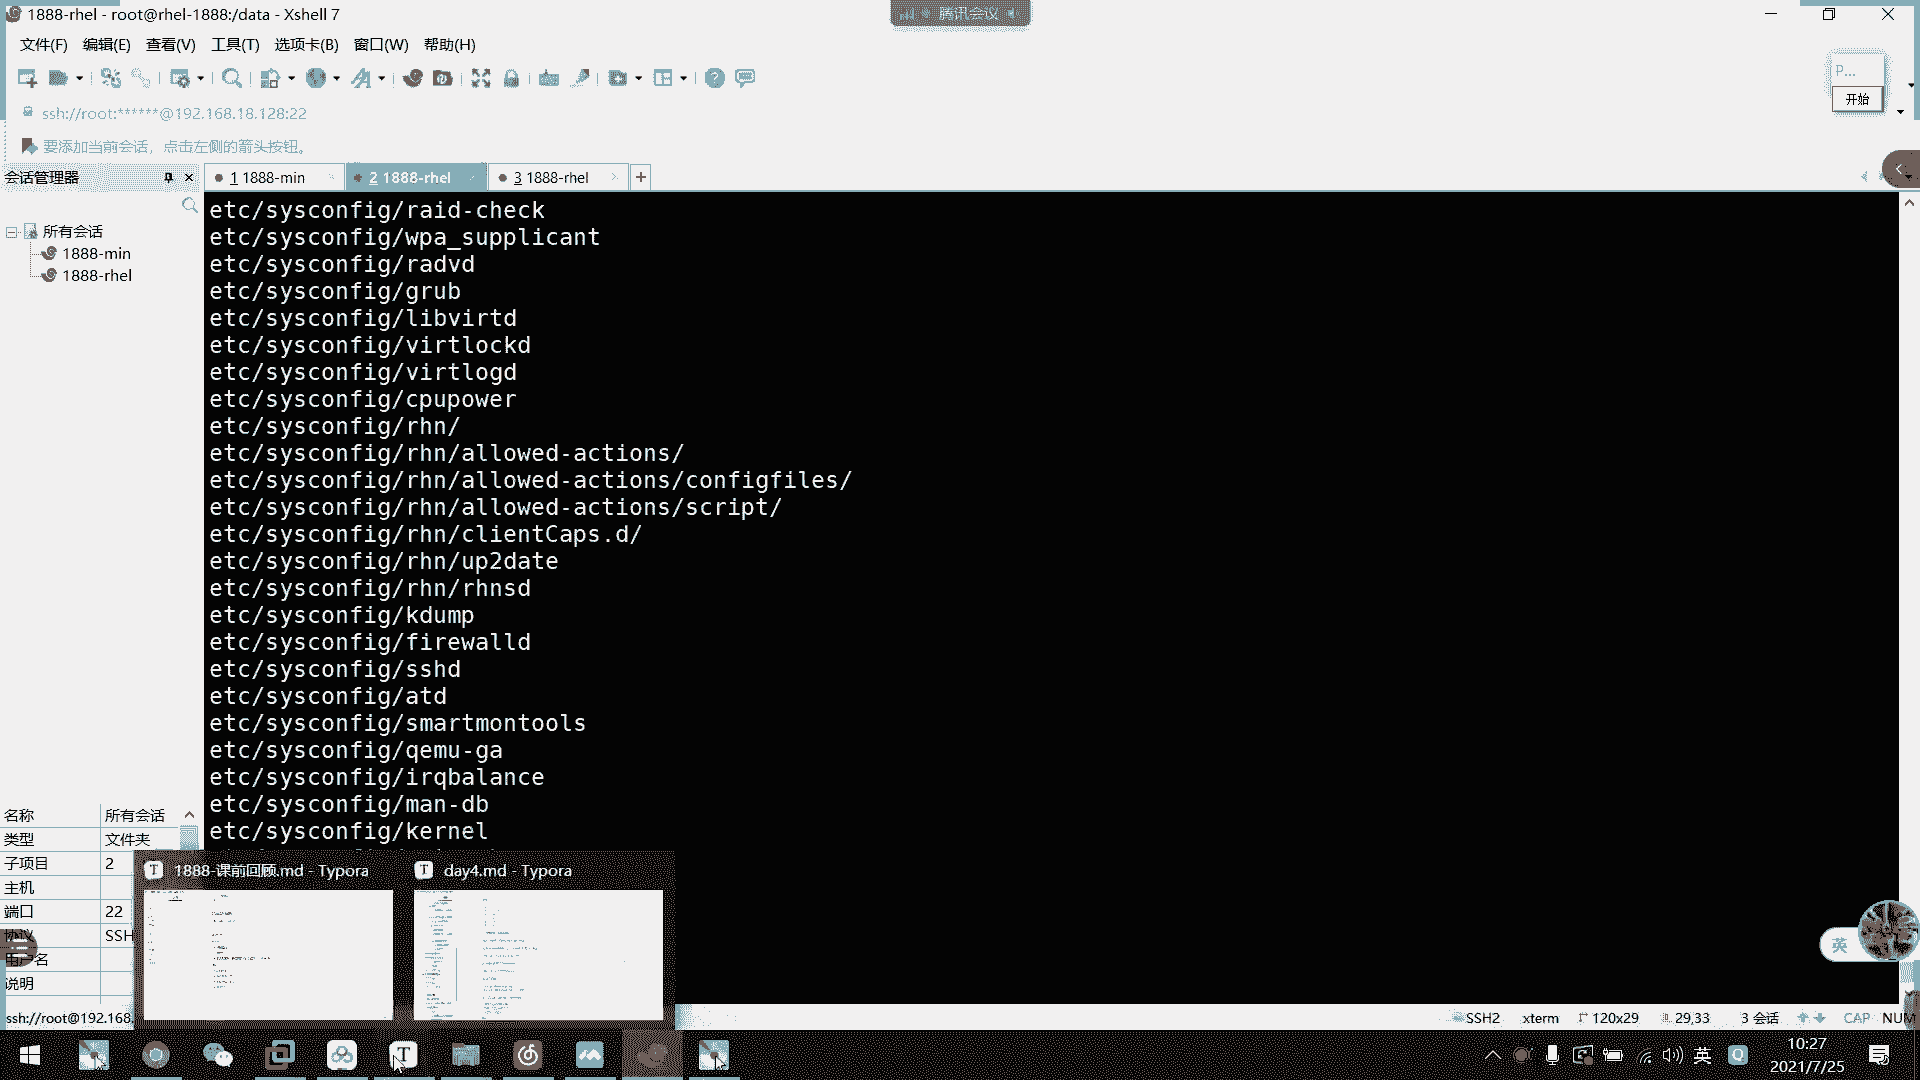 1888-rhel - root@rhel-1888:/data - Xshell 7
腾讯会议
文件(F) 编辑(E) 查看(V) 工具(T) 选项卡(B) 窗口(W) 帮助(H)
P...
开始
ssh://root:******@192.168.18.128:22
要添加当前会话，点击左侧的箭头按钮。
会话管理器
1 1888-min
2 1888-rhel
3 1888-rhel
所有会话
1888-min
1888-rhel
etc/sysconfig/raid-check
etc/sysconfig/wpa_supplicant
etc/sysconfig/radvd
etc/sysconfig/grub
etc/sysconfig/libvirtd
etc/sysconfig/virtlockd
etc/sysconfig/virtlogd
etc/sysconfig/cpupower
etc/sysconfig/rhn/
etc/sysconfig/rhn/allowed-actions/
etc/sysconfig/rhn/allowed-actions/configfiles/
etc/sysconfig/rhn/allowed-actions/script/
etc/sysconfig/rhn/clientCaps.d/
etc/sysconfig/rhn/up2date
etc/sysconfig/rhn/rhnsd
etc/sysconfig/kdump
etc/sysconfig/firewalld
etc/sysconfig/sshd
etc/sysconfig/atd
etc/sysconfig/smartmontools
etc/sysconfig/qemu-ga
etc/sysconfig/irqbalance
etc/sysconfig/man-db
etc/sysconfig/kernel
名称 所有会话
类型 文件夹
子项目 2
主机
端口 22
协议 SSH
用户名
说明
1888-课前回顾.md - Typora
day4.md - Typora
英
ssh://root@192.168.
SSH2 xterm 120x29 29,33 3 会话 CAP NUM
英
10:27
2021/7/25